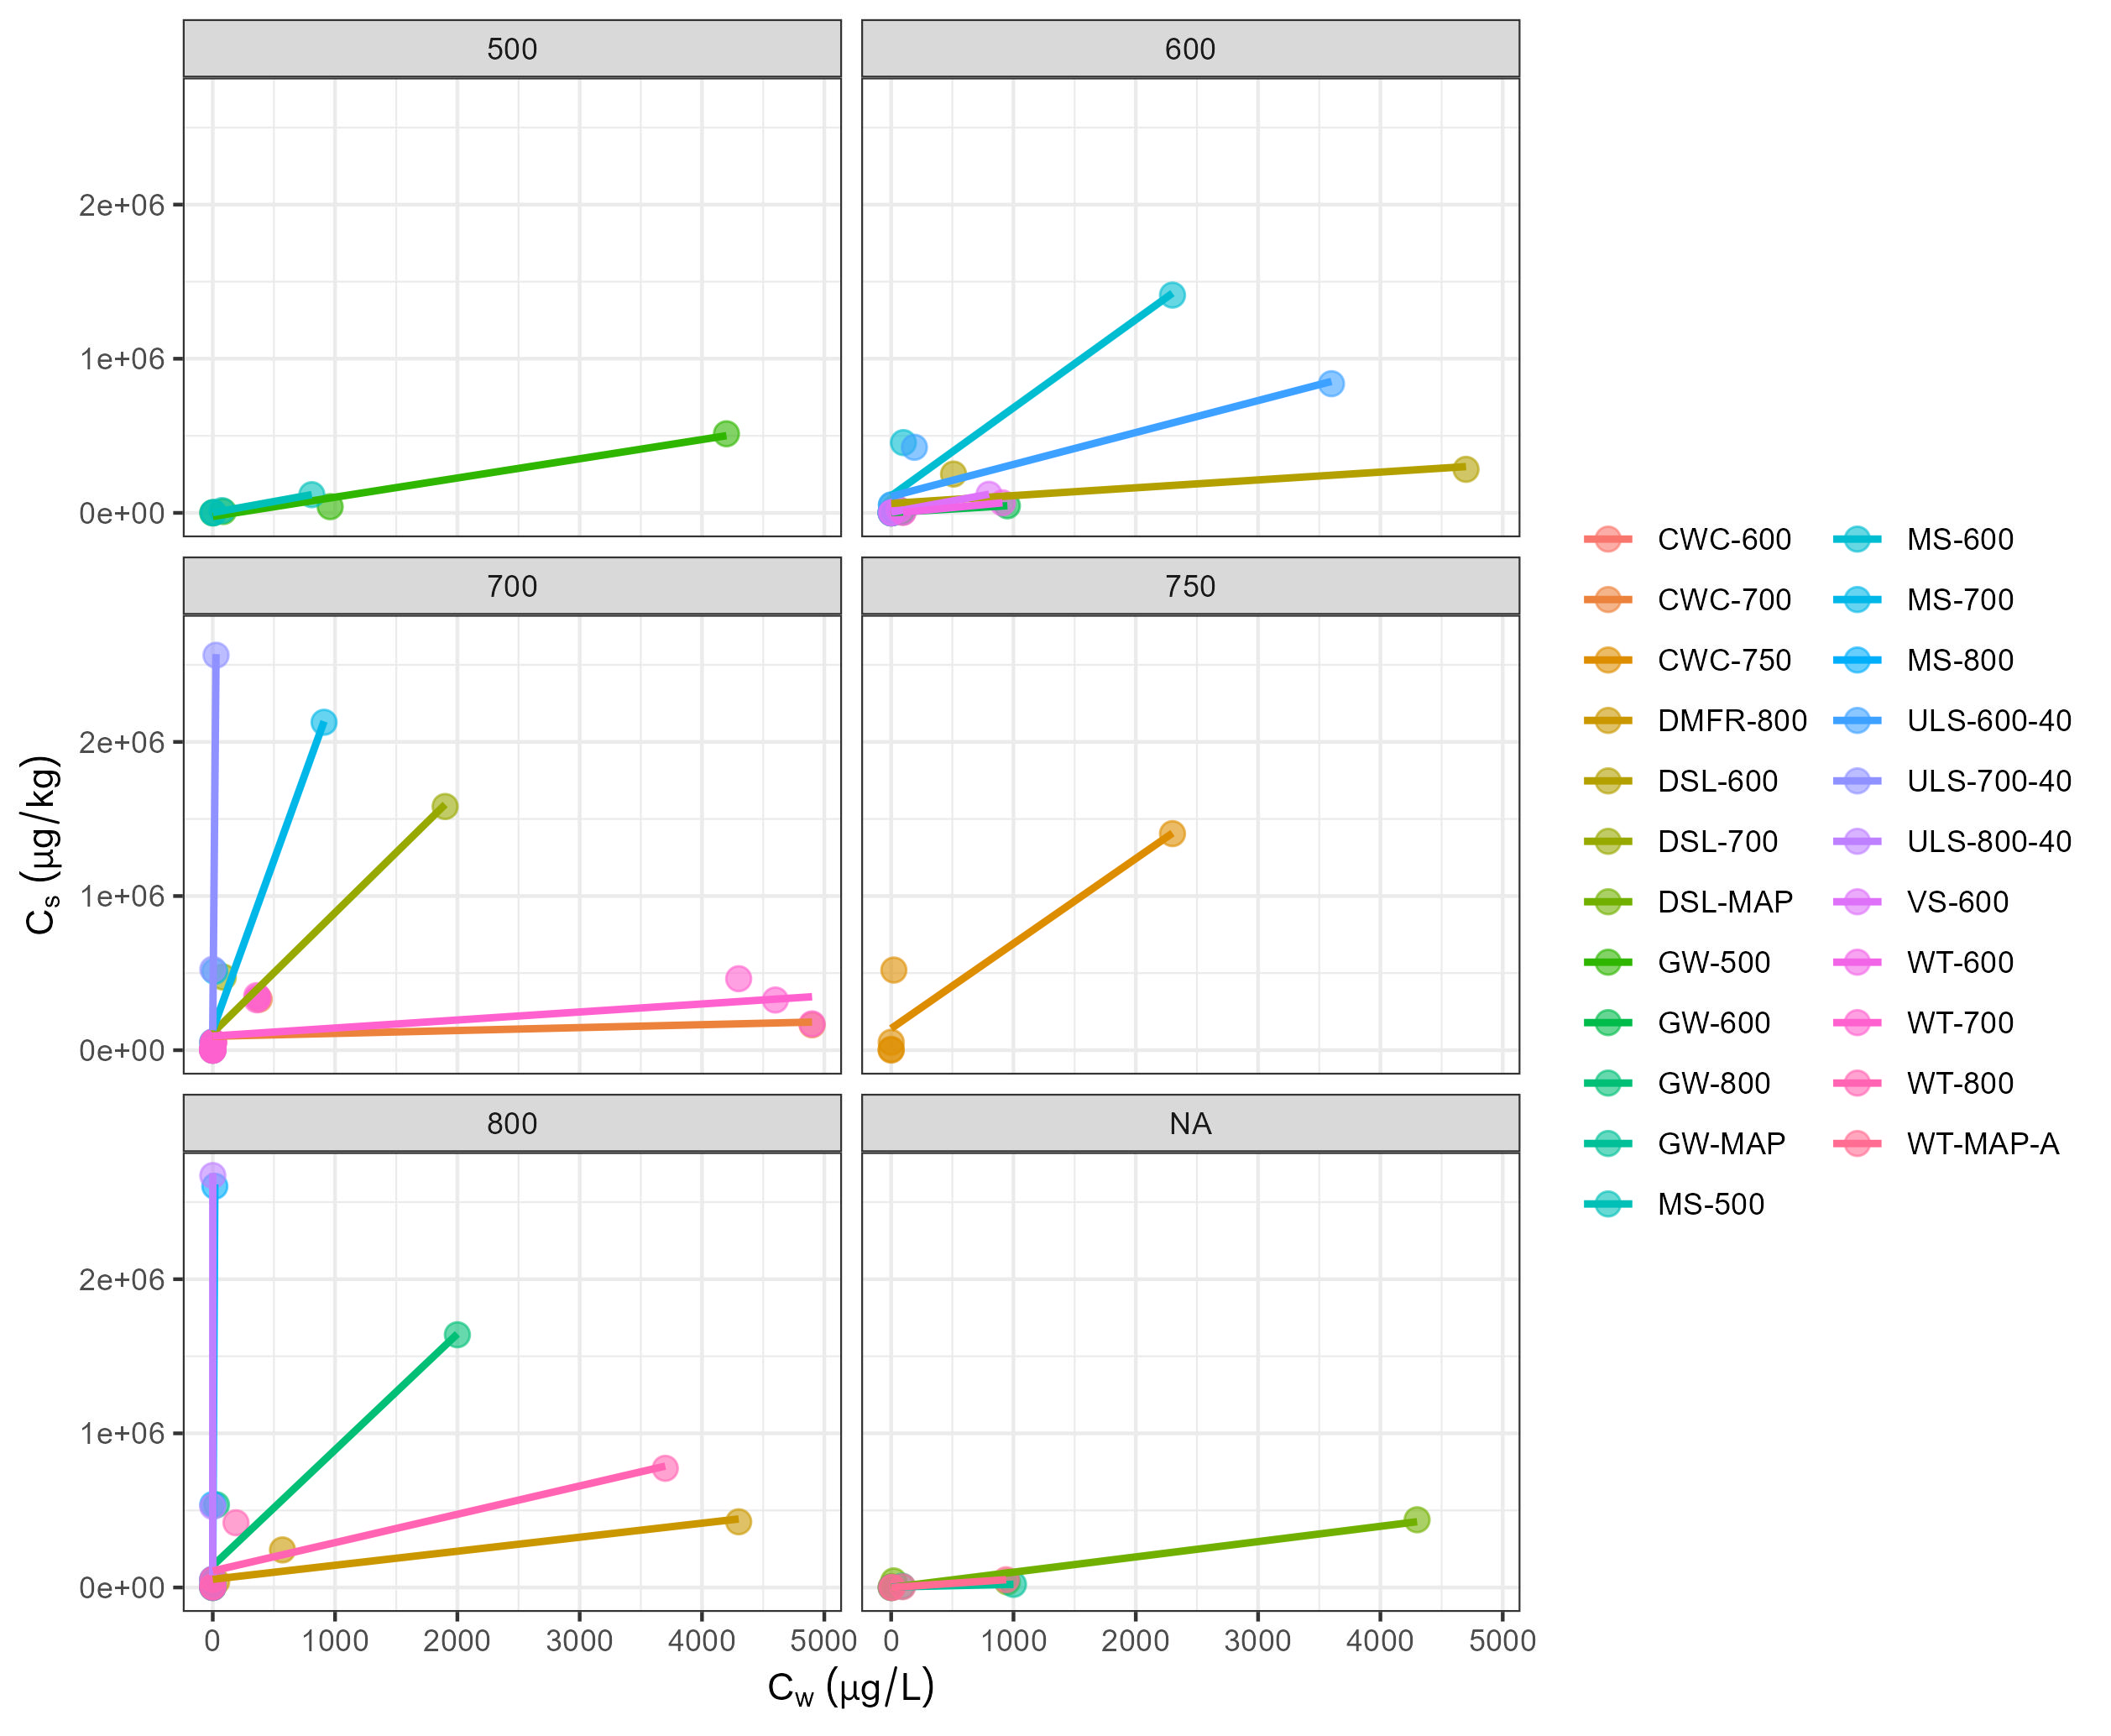 500
600
2e+06
1e+06
0e+00
700
750
2e+06
1e+06
0e+00
800
NA
2e+06
1e+06
0e+00
0 1000 2000 3000 4000 5000
0 1000 2000 3000 4000 5000
Cw (µg/L)
Cs (µg/kg)
CWC-600
CWC-700
CWC-750
DMFR-800
DSL-600
DSL-700
DSL-MAP
GW-500
GW-600
GW-800
GW-MAP
MS-500
MS-600
MS-700
MS-800
ULS-600-40
ULS-700-40
ULS-800-40
VS-600
WT-600
WT-700
WT-800
WT-MAP-A